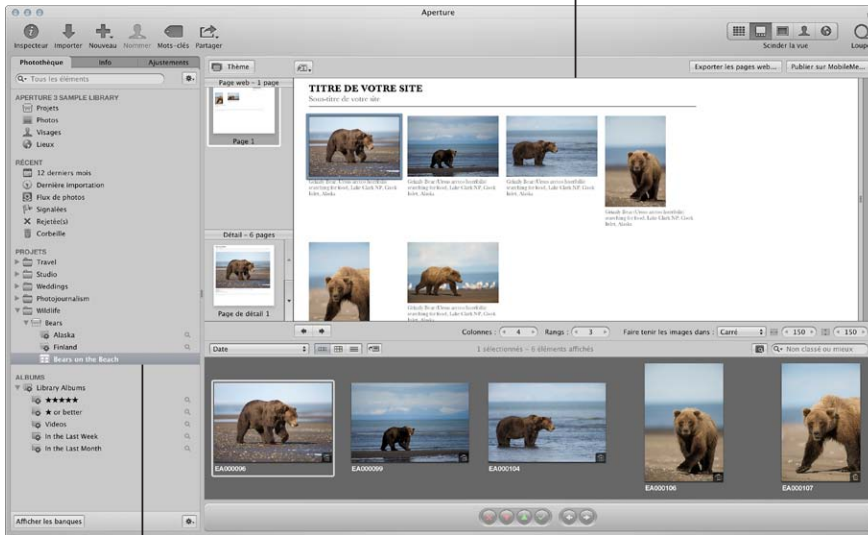 Aperture
Inspecteur Importer Nouveau Nommer Mots-clés Partager
Scinder la vue
Loupe
Photothèque Info Ajustements
Tous les éléments
APERTURE 3 SAMPLE LIBRARY
Projets
Photos
Visages
Lieux
RÉCENT
12 derniers mois
Dernière importation
Flux de photos
Signalées
Rejetée(s)
Corbeille
PROJETS
Travel
Studio
Weddings
Photojournalism
Wildlife
Bears
Alaska
Finland
Bears on the Beach
ALBUMS
Library Albums
★★★★★
★ or better
Videos
In the Last Week
In the Last Month
Afficher les banques
Thème
Exporter les pages web... Publier sur MobileMe...
Page web – 1 page
Page 1
Détail – 6 pages
Page de détail 1
TITRE DE VOTRE SITE
Sous-titre de votre site
Colonnes : 4 Rangs : 3 Faire tenir les images dans : Carré 150 150
Date
1 sélectionnés – 6 éléments affichés
Non classé ou mieux
EA000096
EA000099
EA000104
EA000106
EA000107